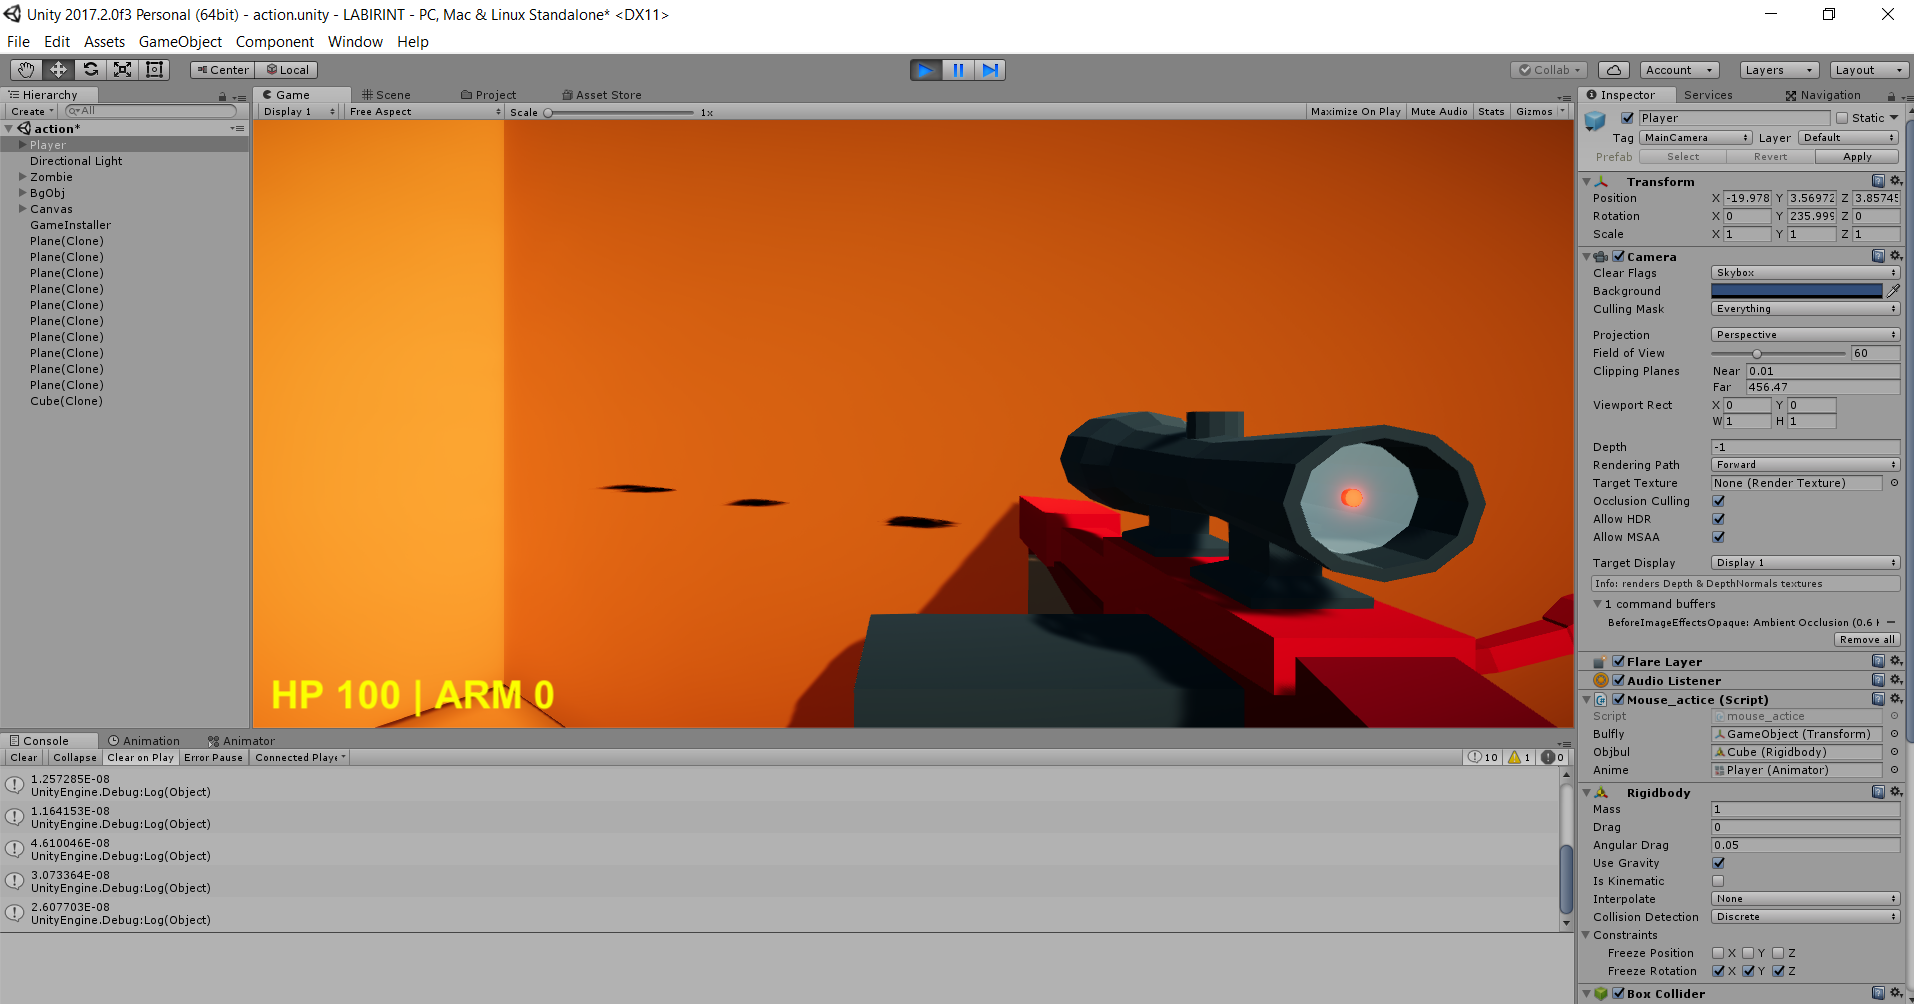 Unity 2017.2.0f3 Personal (64bit) - action.unity - LABIRINT - PC, Mac & Linux Standalone* <DX11>
File Edit Assets GameObject Component Window Help
Center Local Collab Account Layers Layout
Hierarchy
Create All
action*
Player
Directional Light
Zombie
BgObj
Canvas
GameInstaller
Plane(Clone)
Plane(Clone)
Plane(Clone)
Plane(Clone)
Plane(Clone)
Plane(Clone)
Plane(Clone)
Plane(Clone)
Plane(Clone)
Plane(Clone)
Cube(Clone)
Game Scene Project Asset Store
Display 1 Free Aspect Scale 1x Maximize On Play Mute Audio Stats Gizmos
HP 100 | ARM 0
Console Animation Animator
Clear Collapse Clear on Play Error Pause Connected Playe 10 1 0
1.257285E-08
UnityEngine.Debug:Log(Object)
1.164153E-08
UnityEngine.Debug:Log(Object)
4.610046E-08
UnityEngine.Debug:Log(Object)
3.073364E-08
UnityEngine.Debug:Log(Object)
2.607703E-08
UnityEngine.Debug:Log(Object)
Inspector Services Navigation
Player Static
Tag MainCamera Layer Default
Prefab Select Revert Apply
Transform
Position X -19.978 Y 3.56972 Z 3.85745
Rotation X 0 Y 235.999 Z 0
Scale X 1 Y 1 Z 1
Camera
Clear Flags Skybox
Background
Culling Mask Everything
Projection Perspective
Field of View 60
Clipping Planes Near 0.01
Far 456.47
Viewport Rect X 0 Y 0
W 1 H 1
Depth -1
Rendering Path Forward
Target Texture None (Render Texture)
Occlusion Culling
Allow HDR
Allow MSAA
Target Display Display 1
Info: renders Depth & DepthNormals textures
1 command buffers
BeforeImageEffectsOpaque: Ambient Occlusion (0.6
Remove all
Flare Layer
Audio Listener
Mouse_actice (Script)
Script mouse_actice
Bulfly GameObject (Transform)
Objbul Cube (Rigidbody)
Anime Player (Animator)
Rigidbody
Mass 1
Drag 0
Angular Drag 0.05
Use Gravity
Is Kinematic
Interpolate None
Collision Detection Discrete
Constraints
Freeze Position X Y Z
Freeze Rotation X Y Z
Box Collider